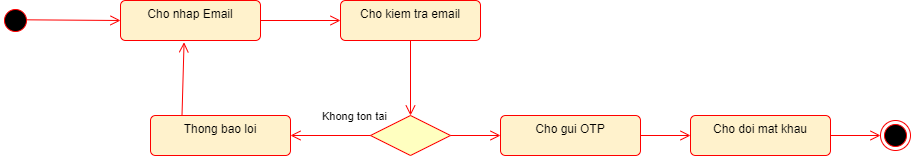 Cho nhap Email
Cho kiem tra email
Khong ton tai
Thong bao loi
Cho gui OTP
Cho doi mat khau